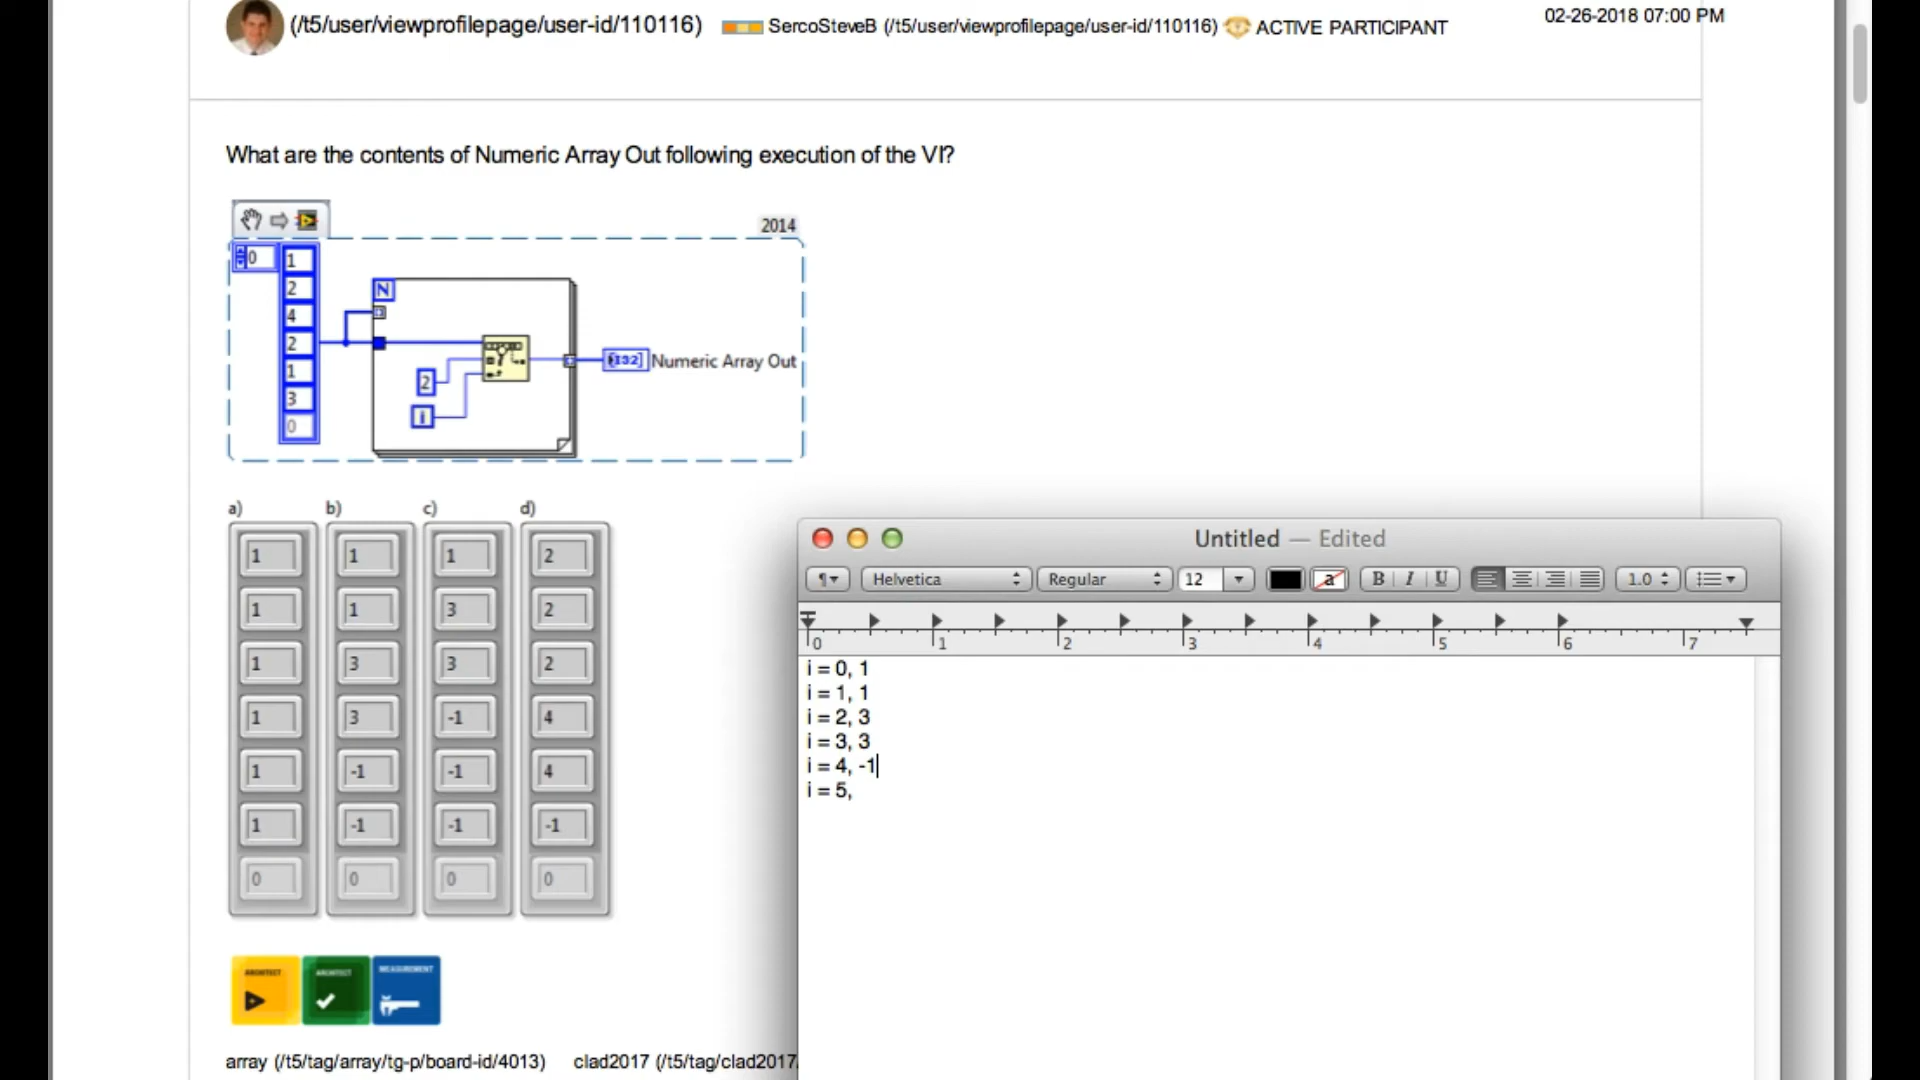 (/t5/user/viewprofilepage/user-id/110116) SercoSteveB (/t5/user/viewprofilepage/user-id/110116) ACTIVE PARTICIPANT 02-26-2018 07:00 PM
What are the contents of Numeric Array Out following execution of the VI?
2014
0 1
2
4
2
1
3
0
N
2
i
[I32] Numeric Array Out
a) b) c) d)
1 1 1 2
1 1 3 2
1 3 3 2
1 3 -1 4
1 -1 -1 4
1 -1 -1 -1
0 0 0 0
ARCHITECT ARCHITECT MEASUREMENT
array (/t5/tag/array/tg-p/board-id/4013) clad2017 (/t5/tag/clad2017
Untitled — Edited
Helvetica Regular 12 a B I U 1.0
0 1 2 3 4 5 6 7
i = 0, 1
i = 1, 1
i = 2, 3
i = 3, 3
i = 4, -1
i = 5,